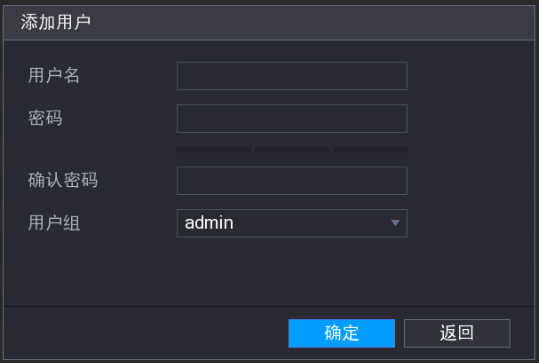 添加用户
用户名
密码
确认密码
用户组 admin
确定 返回